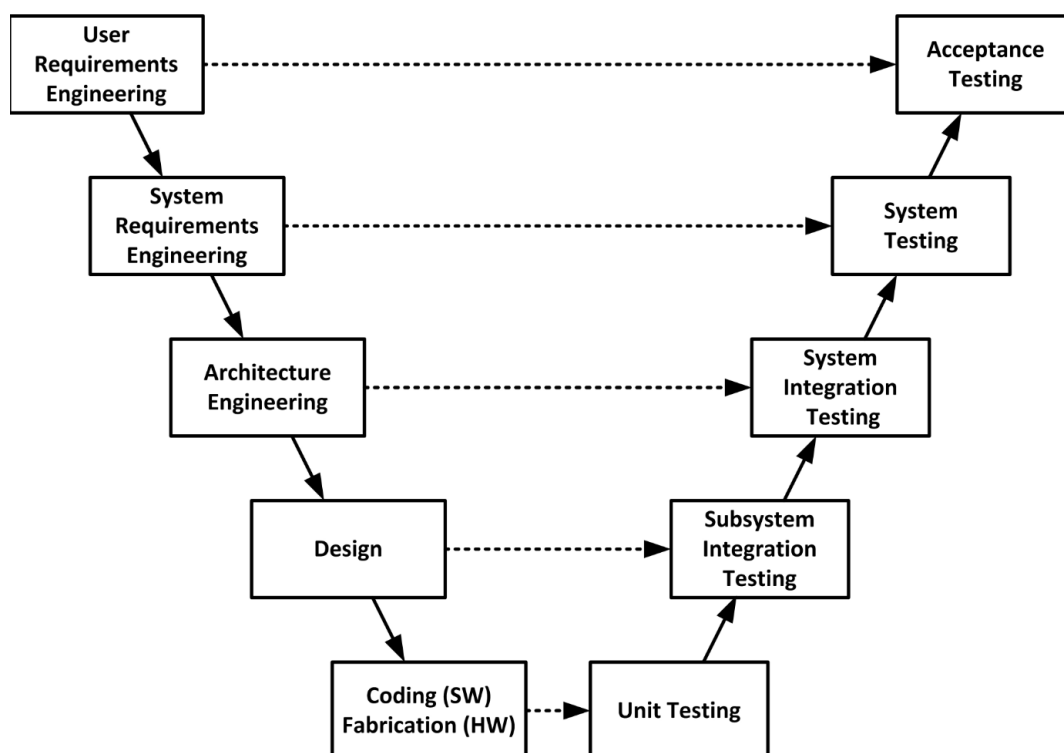 User
Requirements
Engineering
Acceptance
Testing
System
Requirements
Engineering
System
Testing
Architecture
Engineering
System
Integration
Testing
Design
Subsystem
Integration
Testing
Coding (SW)
Fabrication (HW)
Unit Testing